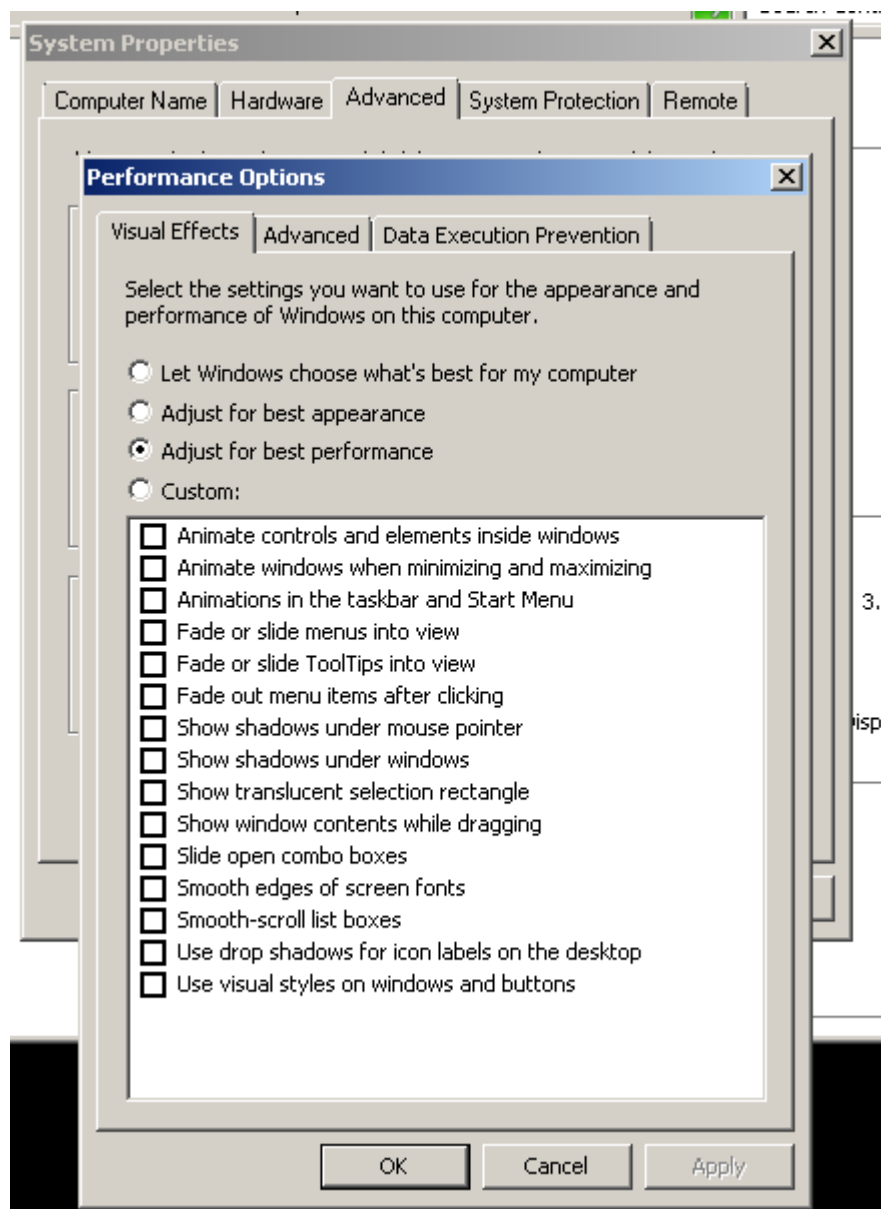 System Properties
Computer Name Hardware Advanced System Protection Remote
Performance Options
Visual Effects Advanced Data Execution Prevention
Select the settings you want to use for the appearance and
performance of Windows on this computer.
Let Windows choose what's best for my computer
Adjust for best appearance
Adjust for best performance
Custom:
Animate controls and elements inside windows
Animate windows when minimizing and maximizing
Animations in the taskbar and Start Menu
3.
Fade or slide menus into view
Fade or slide ToolTips into view
Fade out menu items after clicking
Show shadows under mouse pointer
Show shadows under windows
Show translucent selection rectangle
Show window contents while dragging
Slide open combo boxes
Smooth edges of screen fonts
Smooth-scroll list boxes
Use drop shadows for icon labels on the desktop
Use visual styles on windows and buttons
OK Cancel Apply